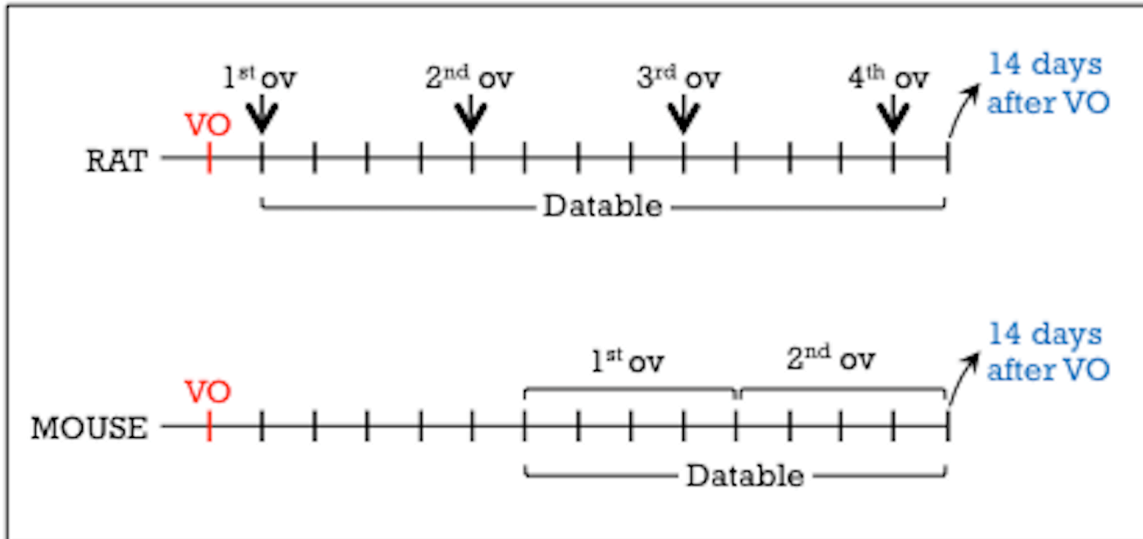 1st ov 2nd ov 3rd ov 4th ov 14 days
after VO
VO
RAT
Datable
14 days
after VO
1st ov 2nd ov
VO
MOUSE
Datable